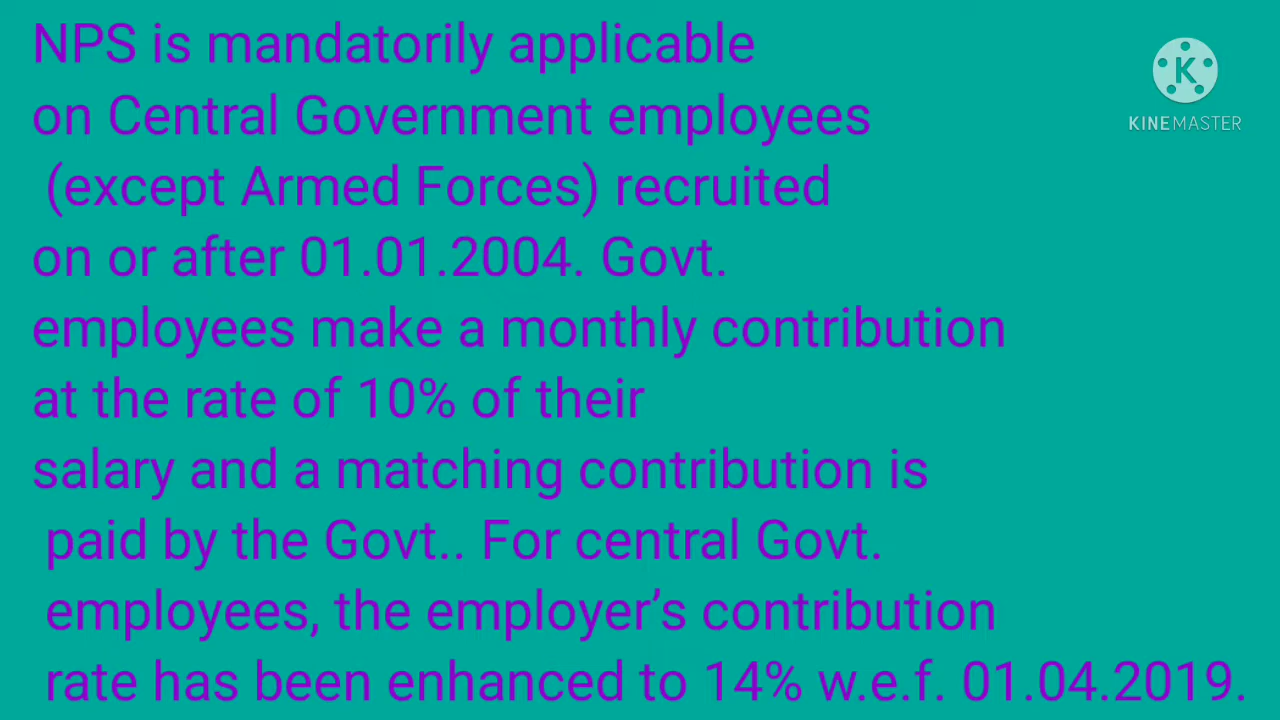 NPS is mandatorily applicable
on Central Government employees
(except Armed Forces) recruited
on or after 01.01.2004. Govt.
employees make a monthly contribution
at the rate of 10% of their
salary and a matching contribution is
paid by the Govt.. For central Govt.
employees, the employer’s contribution
rate has been enhanced to 14% w.e.f. 01.04.2019.
K
KINEMASTER